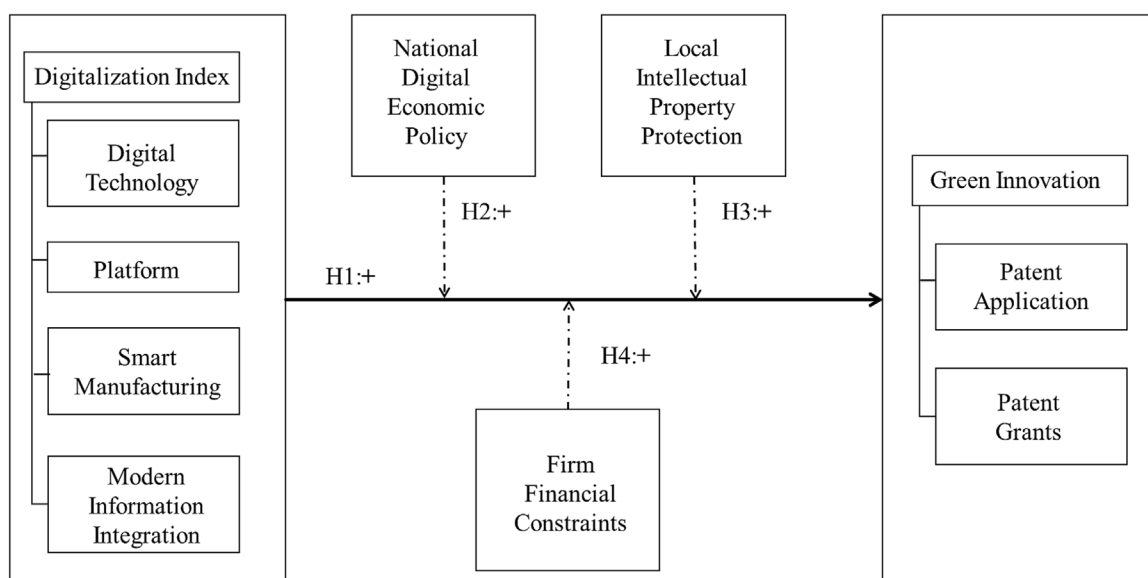 Digitalization Index
Digital
Technology
Platform
Smart
Manufacturing
Modern
Information
Integration
National
Digital
Economic
Policy
Local
Intellectual
Property
Protection
H2:+
H3:+
H1:+
H4:+
Firm
Financial
Constraints
Green Innovation
Patent
Application
Patent
Grants